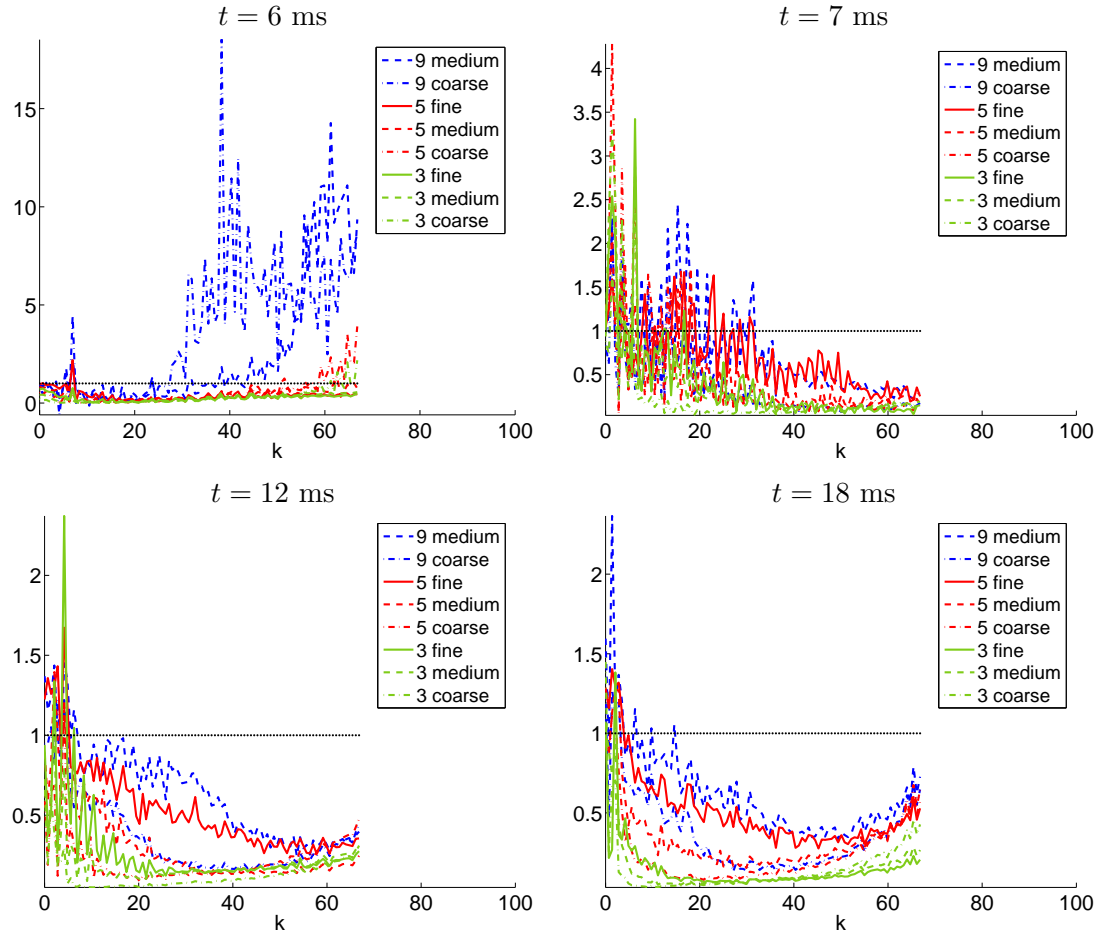 t = 6 ms
15
10
5
0
0 20 40 60 80 100
k
9 medium
9 coarse
5 fine
5 medium
5 coarse
3 fine
3 medium
3 coarse
t = 7 ms
4
3.5
3
2.5
2
1.5
1
0.5
0 20 40 60 80 100
k
9 medium
9 coarse
5 fine
5 medium
5 coarse
3 fine
3 medium
3 coarse
t = 12 ms
2
1.5
1
0.5
0 20 40 60 80 100
k
9 medium
9 coarse
5 fine
5 medium
5 coarse
3 fine
3 medium
3 coarse
t = 18 ms
2
1.5
1
0.5
0 20 40 60 80 100
k
9 medium
9 coarse
5 fine
5 medium
5 coarse
3 fine
3 medium
3 coarse